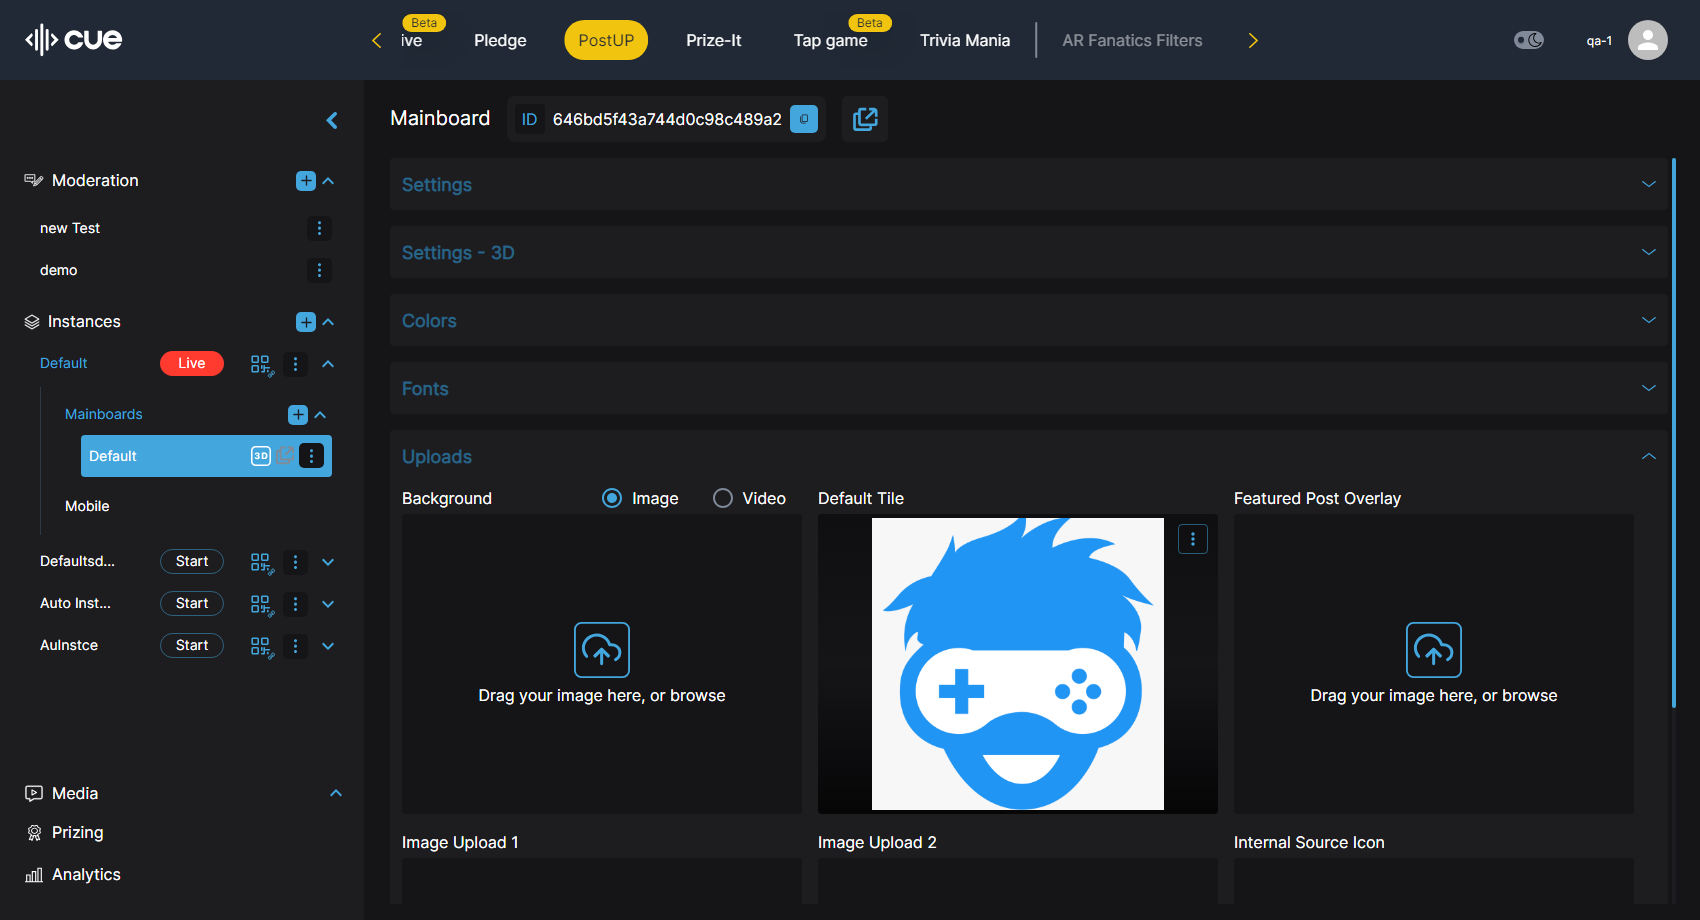 cue
Beta
ive
Pledge
PostUP
Prize-It
Beta
Tap game
Trivia Mania
AR Fanatics Filters
qa-1
Mainboard
ID
646bd5f43a744d0c98c489a2
Moderation
new Test
demo
Instances
Default
Live
Mainboards
Default
3D
Mobile
Defaultsd...
Start
Auto Inst...
Start
AuInstce
Start
Media
Prizing
Analytics
Settings
Settings - 3D
Colors
Fonts
Uploads
Background
Image
Video
Default Tile
Featured Post Overlay
Drag your image here, or browse
Drag your image here, or browse
Image Upload 1
Image Upload 2
Internal Source Icon